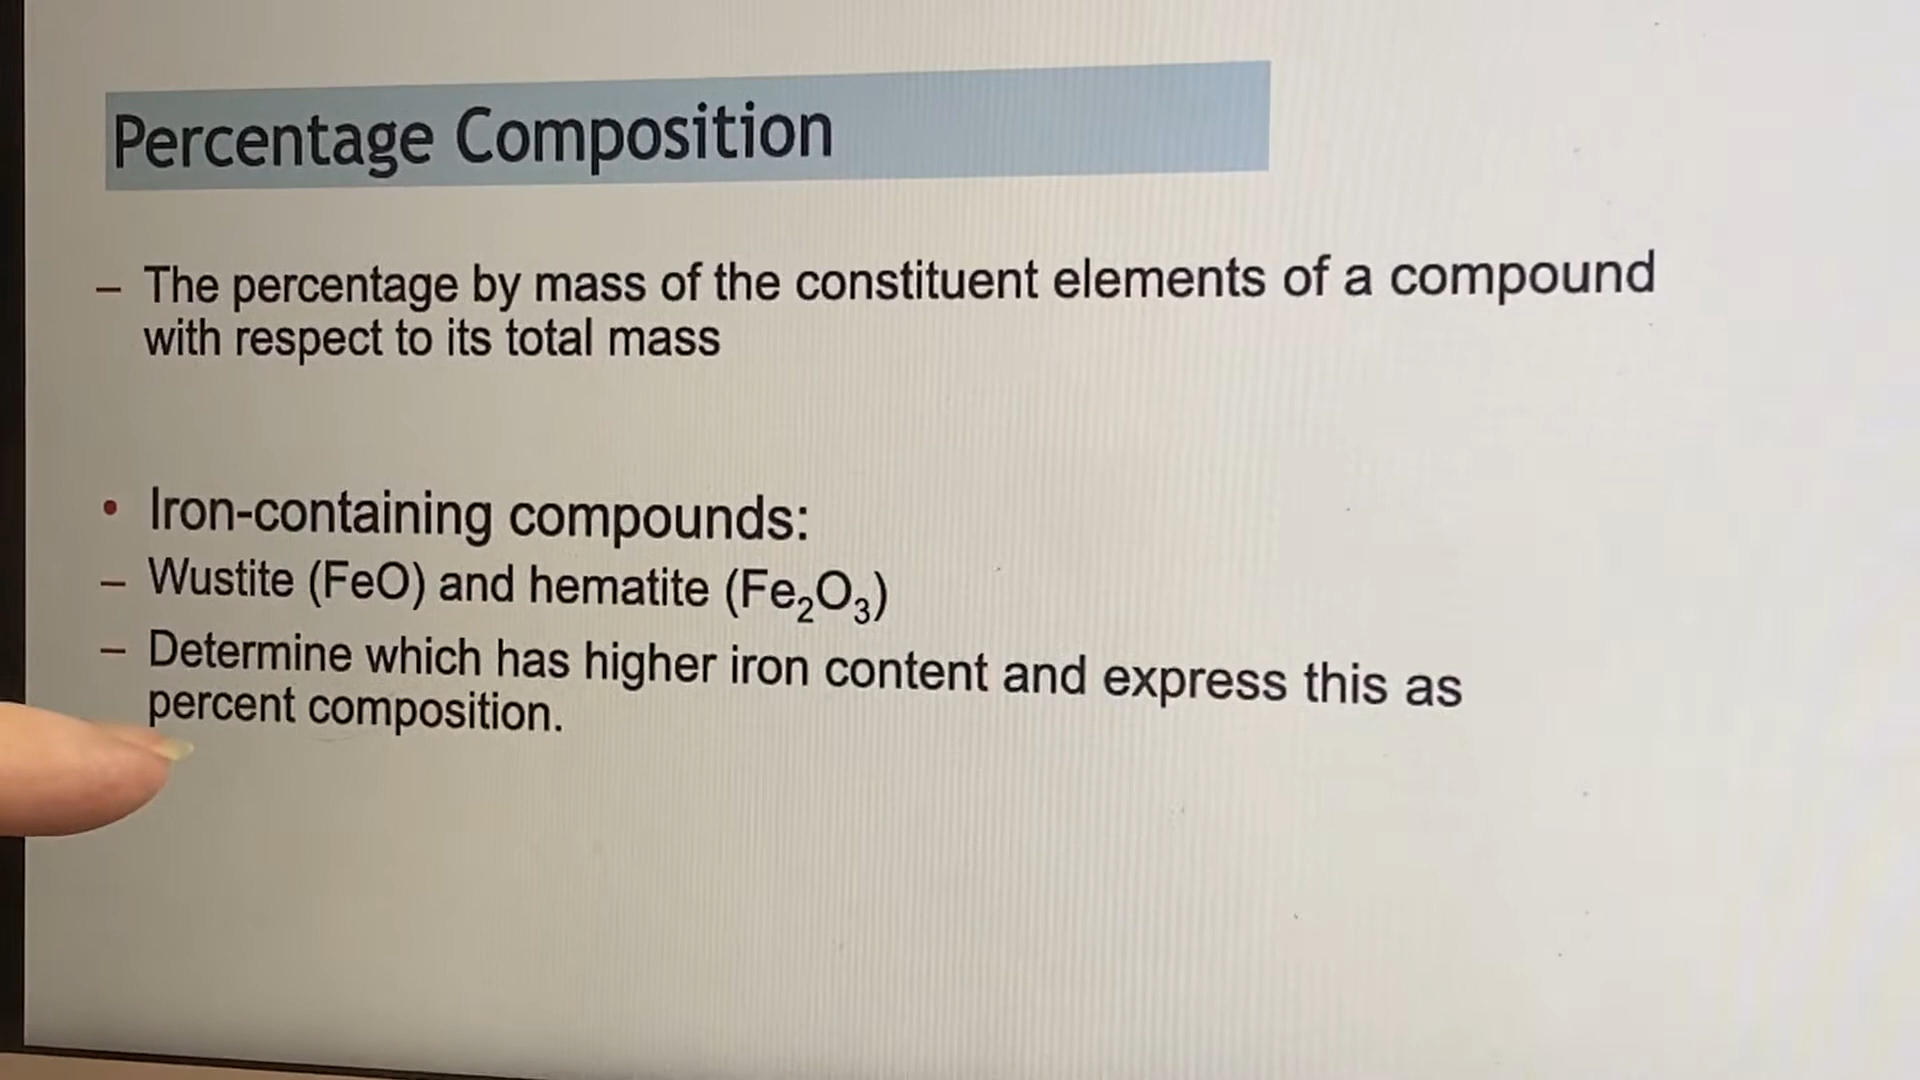 Percentage Composition
– The percentage by mass of the constituent elements of a compound
with respect to its total mass
• Iron-containing compounds:
– Wustite (FeO) and hematite (Fe₂O₃)
– Determine which has higher iron content and express this as
percent composition.